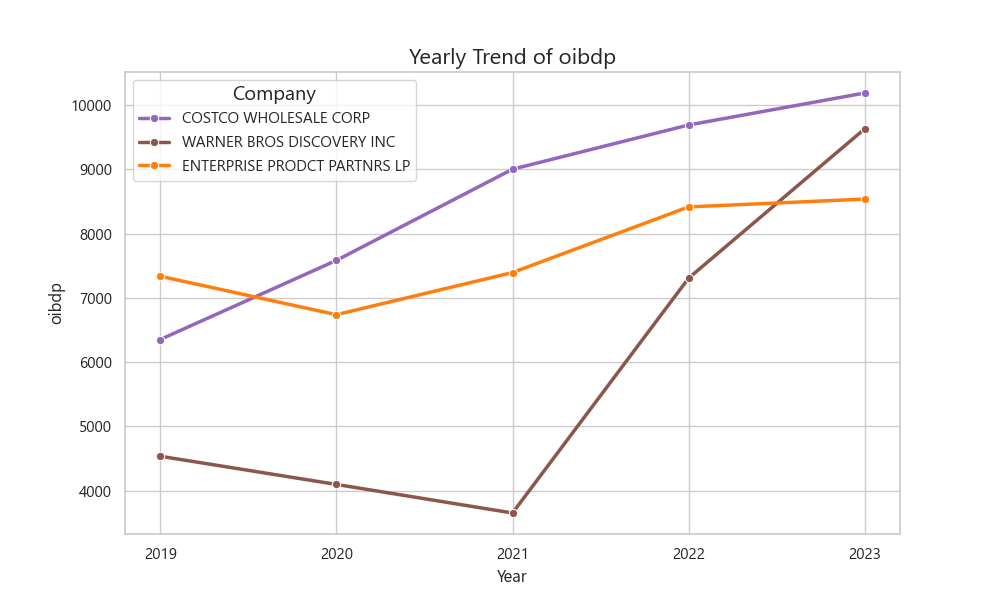 Yearly Trend of oibdp
Company
COSTCO WHOLESALE CORP
WARNER BROS DISCOVERY INC
ENTERPRISE PRODCT PARTNRS LP
oibdp
10000
9000
8000
7000
6000
5000
4000
2019 2020 2021 2022 2023
Year